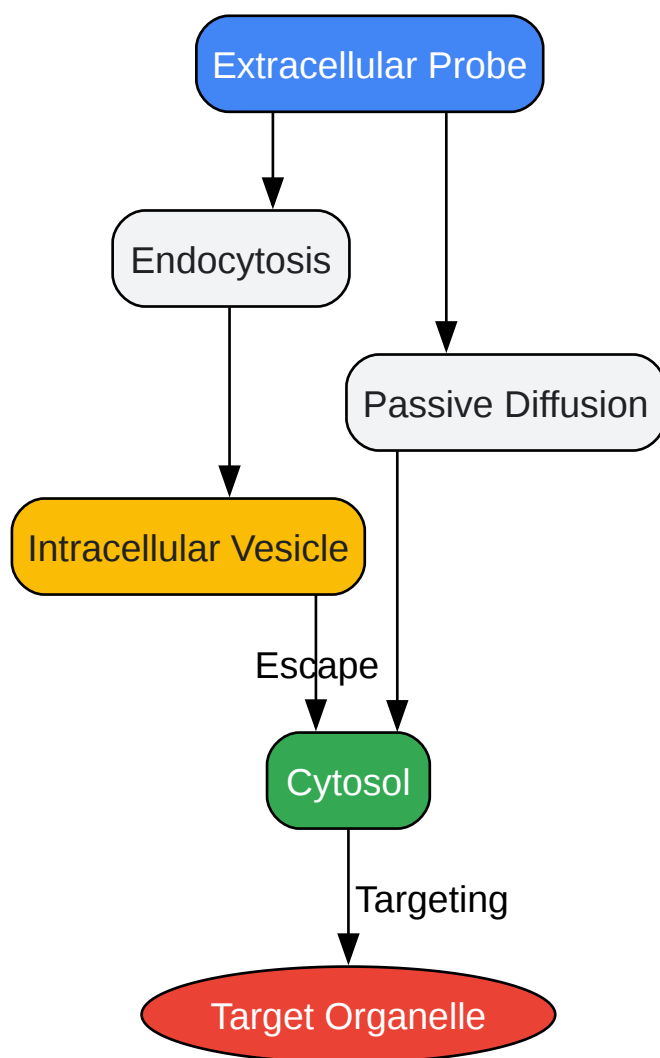 Extracellular Probe
Endocytosis
Passive Diffusion
Intracellular Vesicle
Escape
Cytosol
Targeting
Target Organelle